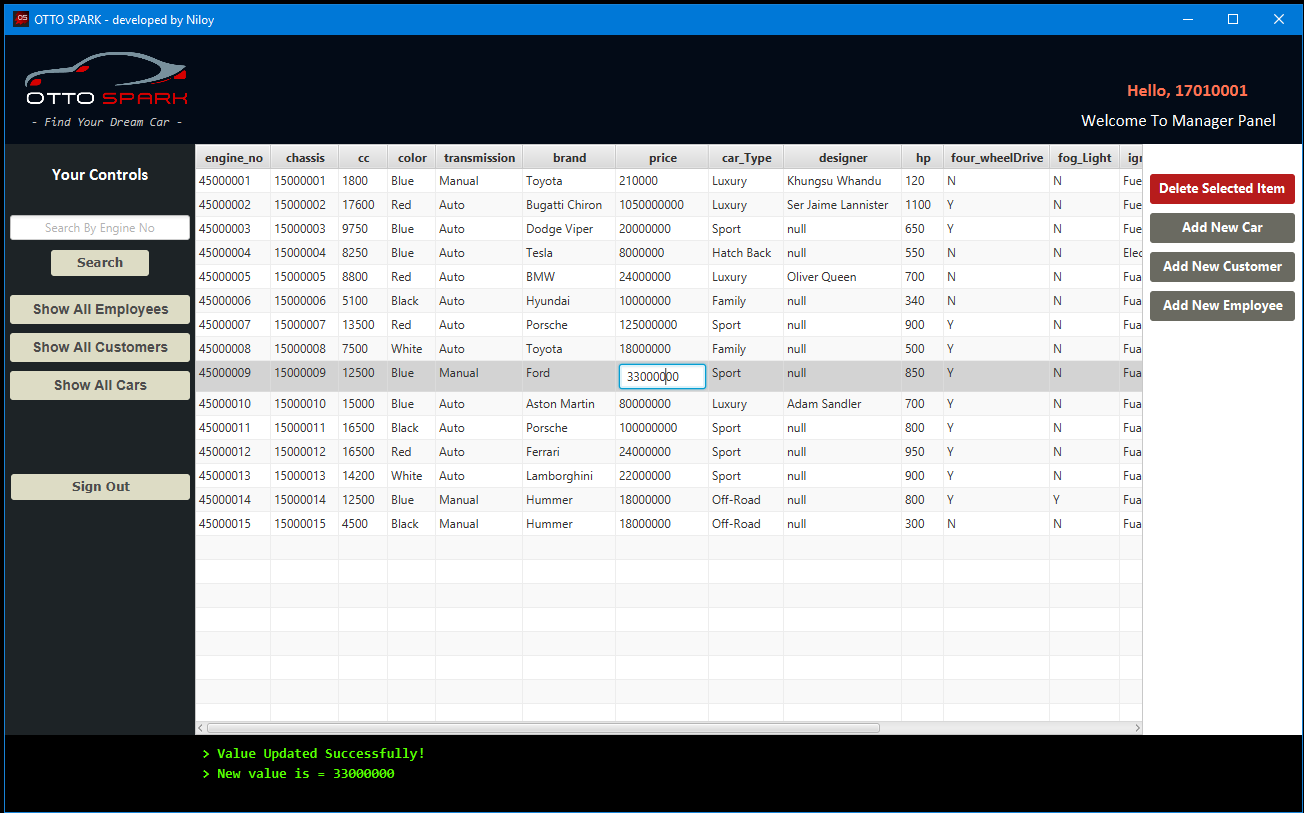 OTTO SPARK - developed by Niloy
OTTO SPARK
- Find Your Dream Car -
Hello, 17010001
Welcome To Manager Panel
Your Controls
Search By Engine No
Search
Show All Employees
Show All Customers
Show All Cars
Sign Out
engine_no chassis cc color transmission brand price car_Type designer hp four_wheelDrive fog_Light ign
45000001 15000001 1800 Blue Manual Toyota 210000 Luxury Khungsu Whandu 120 N N Fue
45000002 15000002 17600 Red Auto Bugatti Chiron 1050000000 Luxury Ser Jaime Lannister 1100 Y N Fue
45000003 15000003 9750 Blue Auto Dodge Viper 20000000 Sport null 650 Y N Fue
45000004 15000004 8250 Blue Auto Tesla 8000000 Hatch Back null 550 N N Elec
45000005 15000005 8800 Red Auto BMW 24000000 Luxury Oliver Queen 700 N N Fua
45000006 15000006 5100 Black Auto Hyundai 10000000 Family null 340 N N Fua
45000007 15000007 13500 Red Auto Porsche 125000000 Sport null 900 Y N Fua
45000008 15000008 7500 White Auto Toyota 18000000 Family null 500 Y N Fua
45000009 15000009 12500 Blue Manual Ford 33000000 Sport null 850 Y N Fua
45000010 15000010 15000 Blue Auto Aston Martin 80000000 Luxury Adam Sandler 700 Y N Fua
45000011 15000011 16500 Black Auto Porsche 100000000 Sport null 800 Y N Fua
45000012 15000012 16500 Red Auto Ferrari 24000000 Sport null 950 Y N Fua
45000013 15000013 14200 White Auto Lamborghini 22000000 Sport null 900 Y N Fua
45000014 15000014 12500 Blue Manual Hummer 18000000 Off-Road null 800 Y Y Fua
45000015 15000015 4500 Black Manual Hummer 18000000 Off-Road null 300 N N Fua
Delete Selected Item
Add New Car
Add New Customer
Add New Employee
> Value Updated Successfully!
> New value is = 33000000